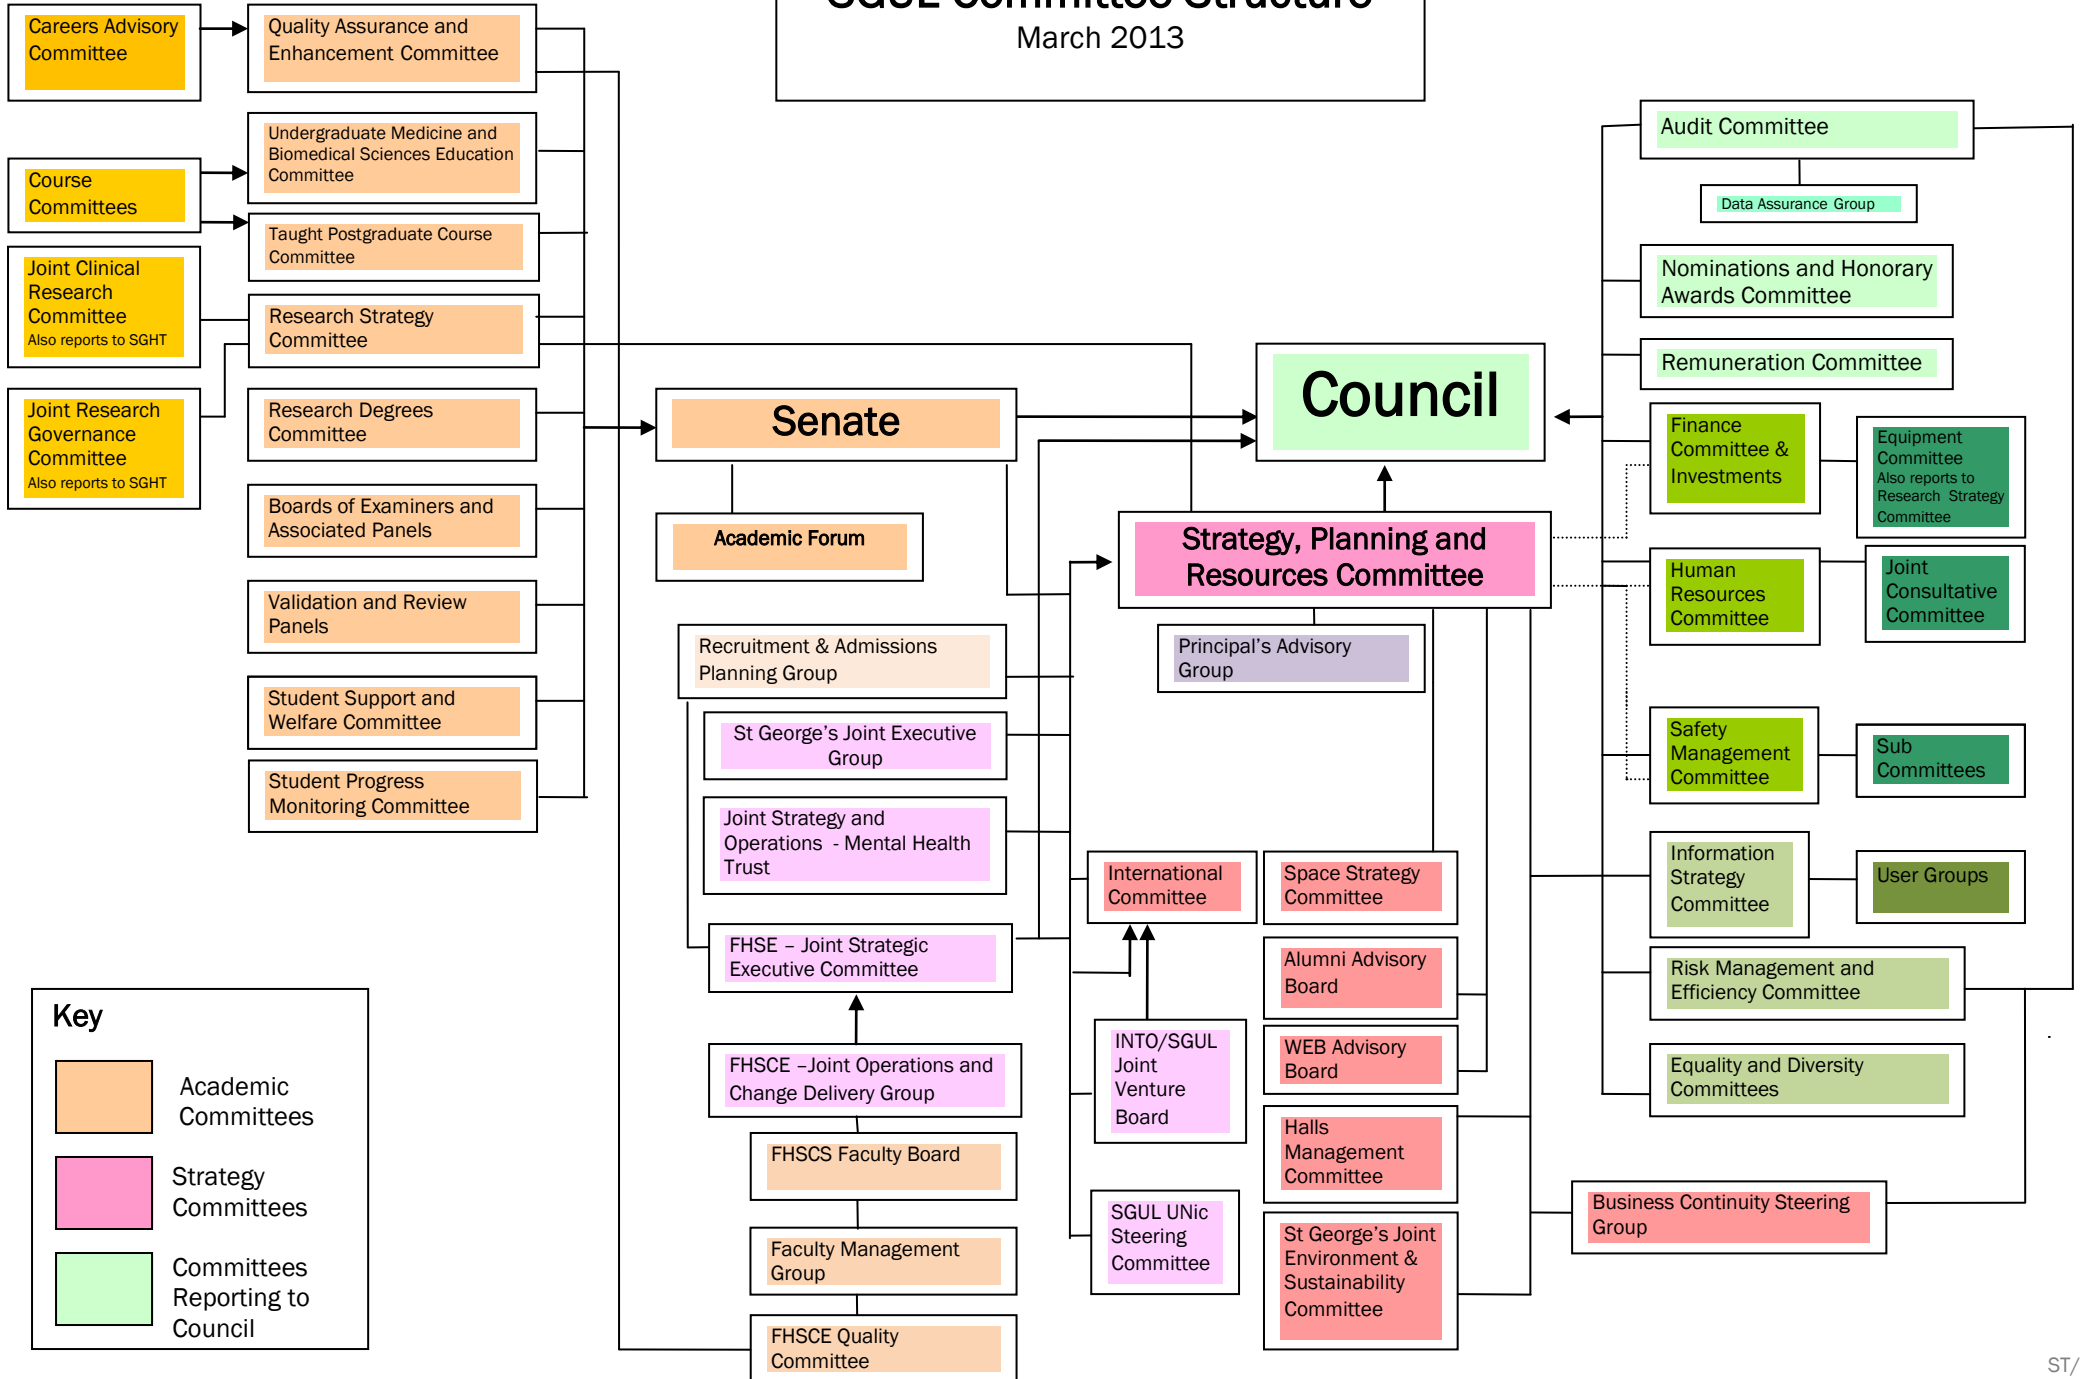 SGUL Committee Structure
March 2013
Careers Advisory
Committee
Quality Assurance and
Enhancement Committee
Undergraduate Medicine and
Biomedical Sciences Education
Committee
Course
Committees
Taught Postgraduate Course
Committee
Joint Clinical
Research
Committee
Also reports to SGHT
Research Strategy
Committee
Joint Research
Governance
Committee
Also reports to SGHT
Research Degrees
Committee
Boards of Examiners and
Associated Panels
Validation and Review
Panels
Student Support and
Welfare Committee
Student Progress
Monitoring Committee
Senate
Academic Forum
Council
Strategy, Planning and
Resources Committee
Principal's Advisory
Group
Recruitment & Admissions
Planning Group
St George's Joint Executive
Group
Joint Strategy and
Operations - Mental Health
Trust
FHSE – Joint Strategic
Executive Committee
FHSCE –Joint Operations and
Change Delivery Group
FHSCS Faculty Board
Faculty Management
Group
FHSCE Quality
Committee
International
Committee
INTO/SGUL
Joint
Venture
Board
SGUL UNic
Steering
Committee
Space Strategy
Committee
Alumni Advisory
Board
WEB Advisory
Board
Halls
Management
Committee
St George's Joint
Environment &
Sustainability
Committee
Audit Committee
Data Assurance Group
Nominations and Honorary
Awards Committee
Remuneration Committee
Finance
Committee &
Investments
Equipment
Committee
Also reports to
Research Strategy
Committee
Human
Resources
Committee
Joint
Consultative
Committee
Safety
Management
Committee
Sub
Committees
Information
Strategy
Committee
User Groups
Risk Management and
Efficiency Committee
Equality and Diversity
Committees
Business Continuity Steering
Group
Key
Academic
Committees
Strategy
Committees
Committees
Reporting to
Council
ST/